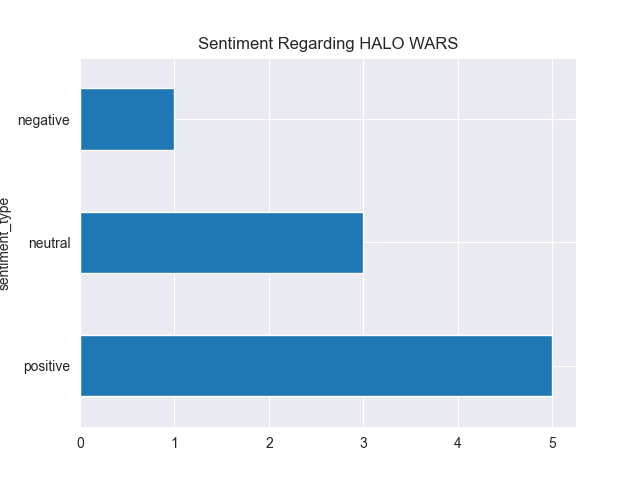 Sentiment Regarding HALO WARS
negative
neutral
positive
sentiment_type
0 1 2 3 4 5